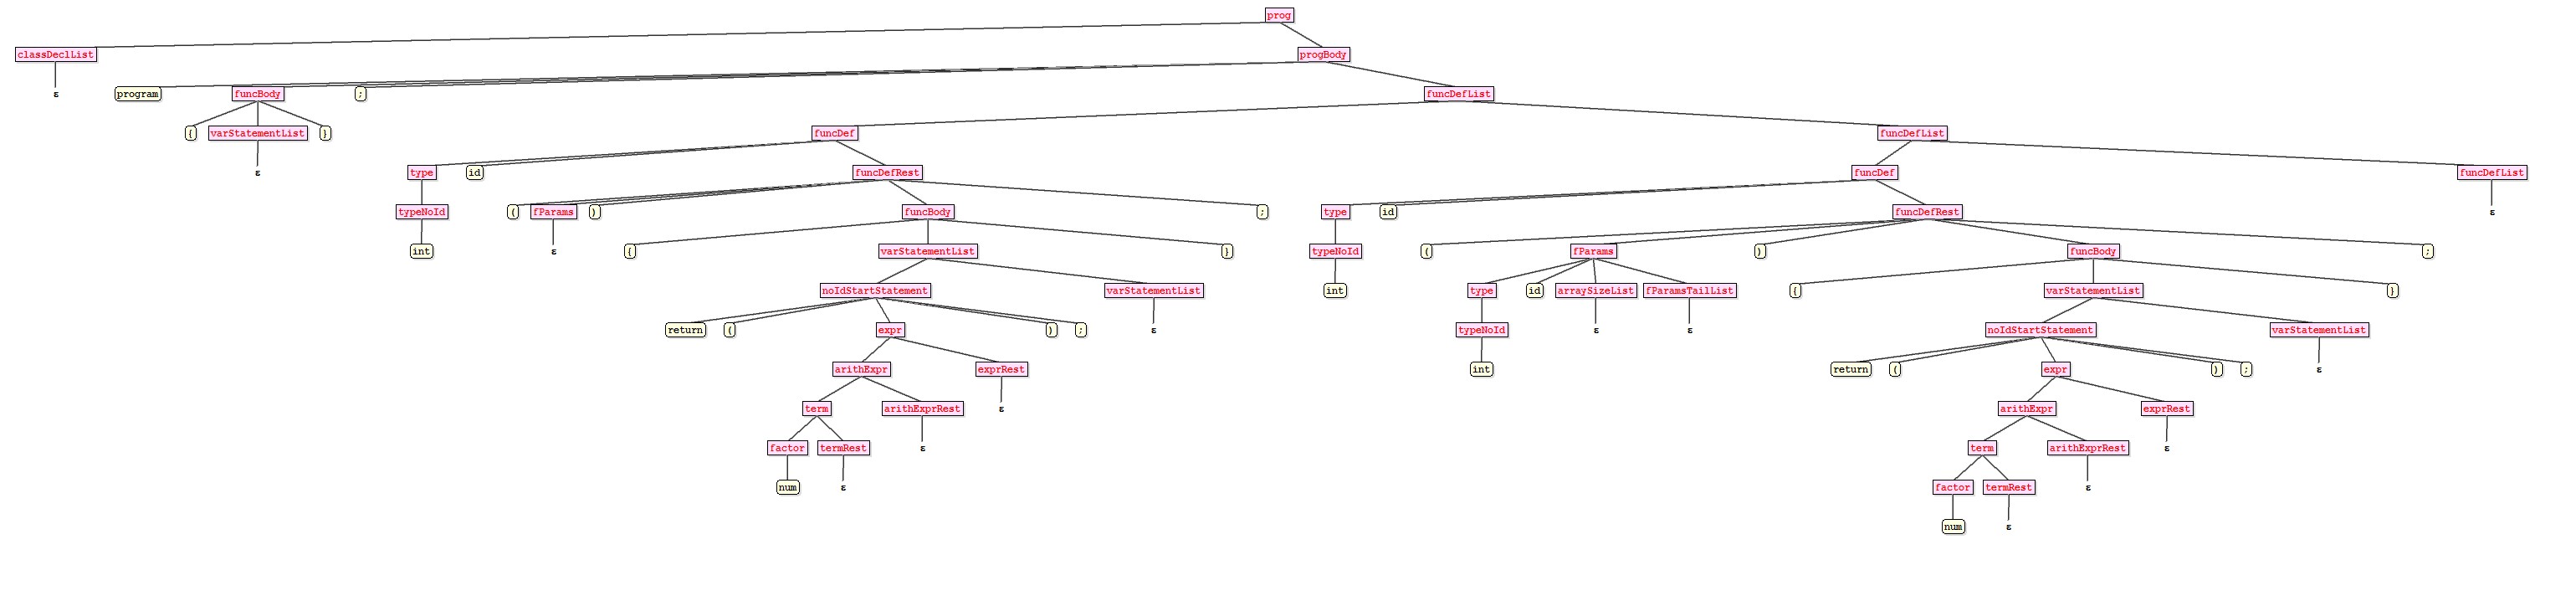 prog
classDeclList progBody
ε program funcBody ; funcDefList
{ varStatementList } funcDef funcDefList
ε type id funcDefRest funcDef funcDefList
typeNoId ( fParams ) funcBody ; type id funcDefRest ε
int ε { varStatementList } typeNoId ( fParams ) funcBody ;
noIdStartStatement varStatementList int type id arraySizeList fParamsTailList { varStatementList }
return ( expr ) ; ε typeNoId ε ε noIdStartStatement varStatementList
arithExpr exprRest int return ( expr ) ; ε
term arithExprRest ε arithExpr exprRest
factor termRest ε term arithExprRest ε
num ε factor termRest ε
num ε